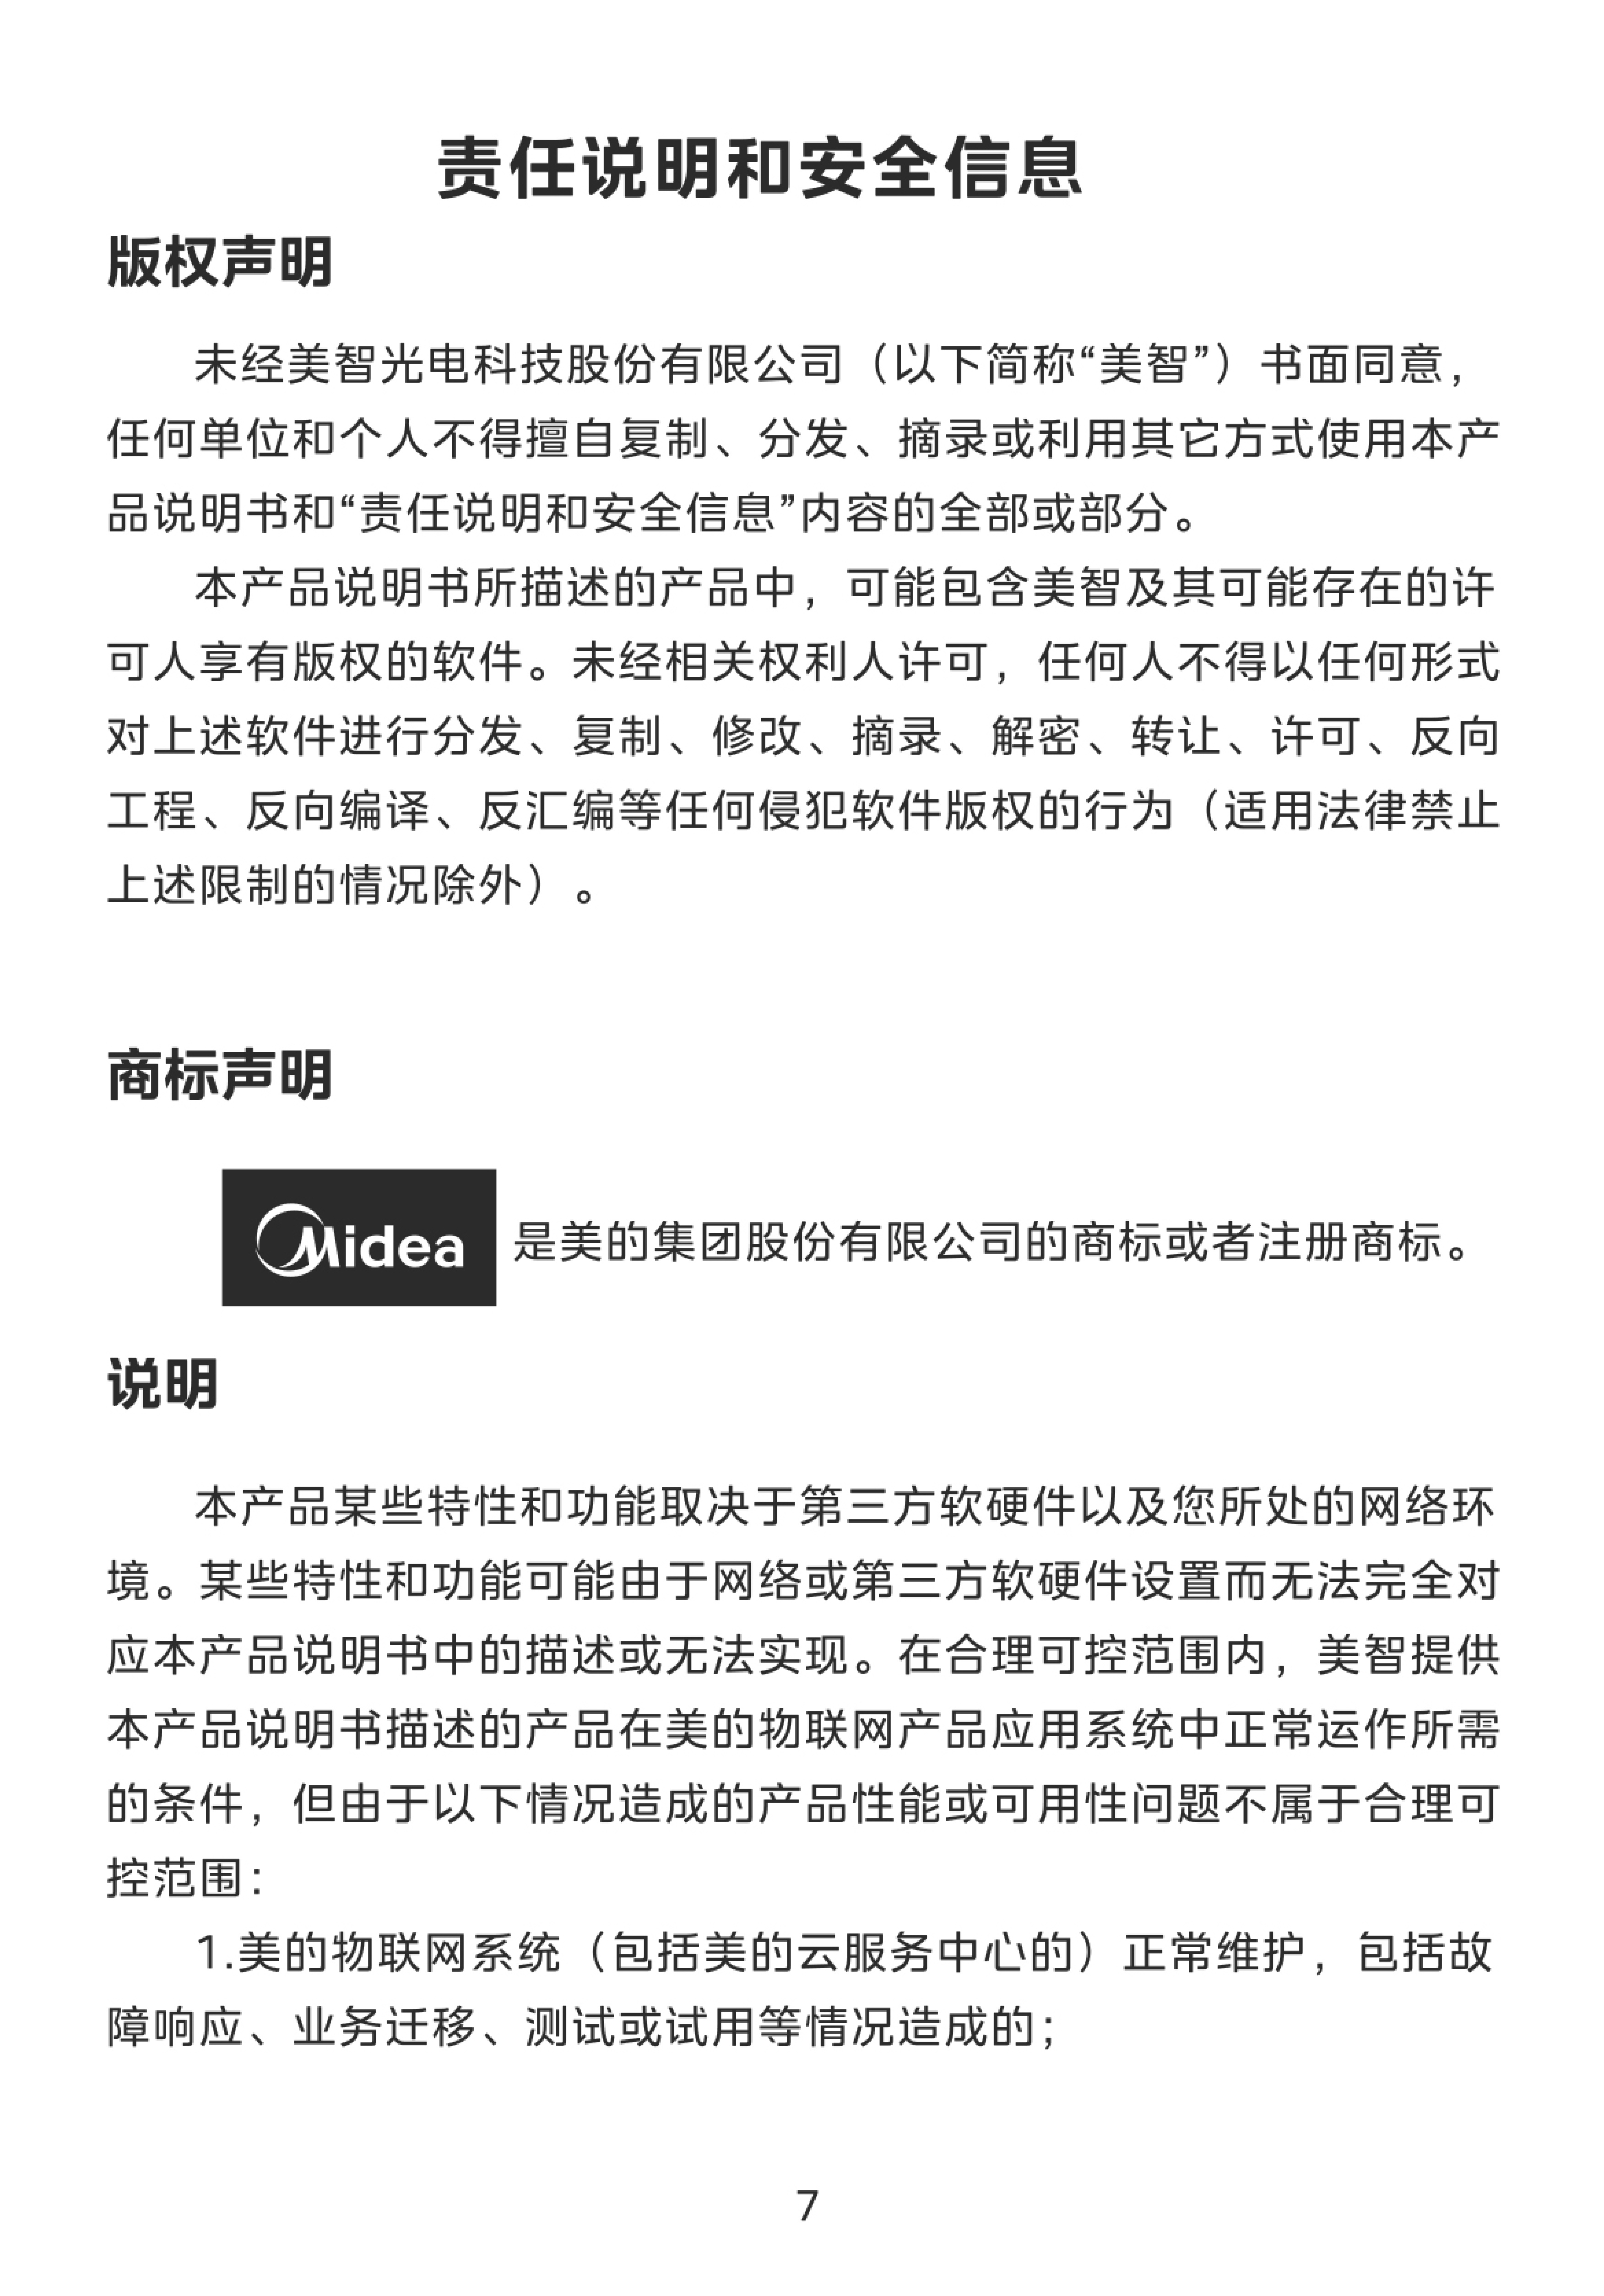 责任说明和安全信息
版权声明
未经美智光电科技股份有限公司（以下简称“美智”）书面同意，
任何单位和个人不得擅自复制、分发、摘录或利用其它方式使用本产
品说明书和“责任说明和安全信息”内容的全部或部分。
本产品说明书所描述的产品中，可能包含美智及其可能存在的许
可人享有版权的软件。未经相关权利人许可，任何人不得以任何形式
对上述软件进行分发、复制、修改、摘录、解密、转让、许可、反向
工程、反向编译、反汇编等任何侵犯软件版权的行为（适用法律禁止
上述限制的情况除外）。
商标声明
Midea 是美的集团股份有限公司的商标或者注册商标。
说明
本产品某些特性和功能取决于第三方软硬件以及您所处的网络环
境。某些特性和功能可能由于网络或第三方软硬件设置而无法完全对
应本产品说明书中的描述或无法实现。在合理可控范围内，美智提供
本产品说明书描述的产品在美的物联网产品应用系统中正常运作所需
的条件，但由于以下情况造成的产品性能或可用性问题不属于合理可
控范围：
1.美的物联网系统（包括美的云服务中心的）正常维护，包括故
障响应、业务迁移、测试或试用等情况造成的；
7